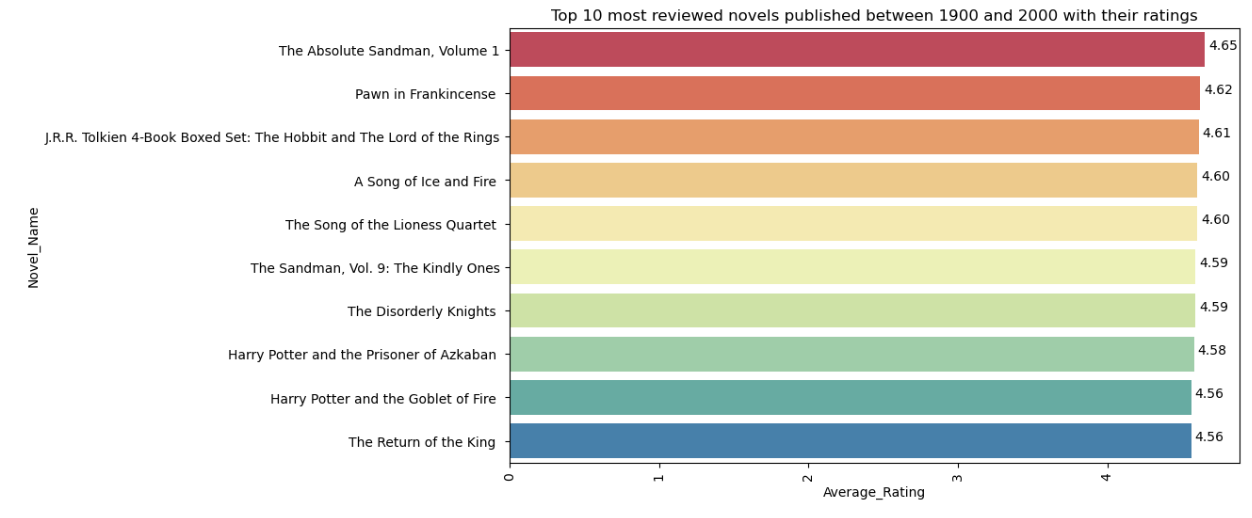 Top 10 most reviewed novels published between 1900 and 2000 with their ratings
The Absolute Sandman, Volume 1
4.65
Pawn in Frankincense
4.62
J.R.R. Tolkien 4-Book Boxed Set: The Hobbit and The Lord of the Rings
4.61
A Song of Ice and Fire
4.60
The Song of the Lioness Quartet
4.60
Novel_Name
The Sandman, Vol. 9: The Kindly Ones
4.59
The Disorderly Knights
4.59
Harry Potter and the Prisoner of Azkaban
4.58
Harry Potter and the Goblet of Fire
4.56
The Return of the King
4.56
0 1 2 3 4
Average_Rating